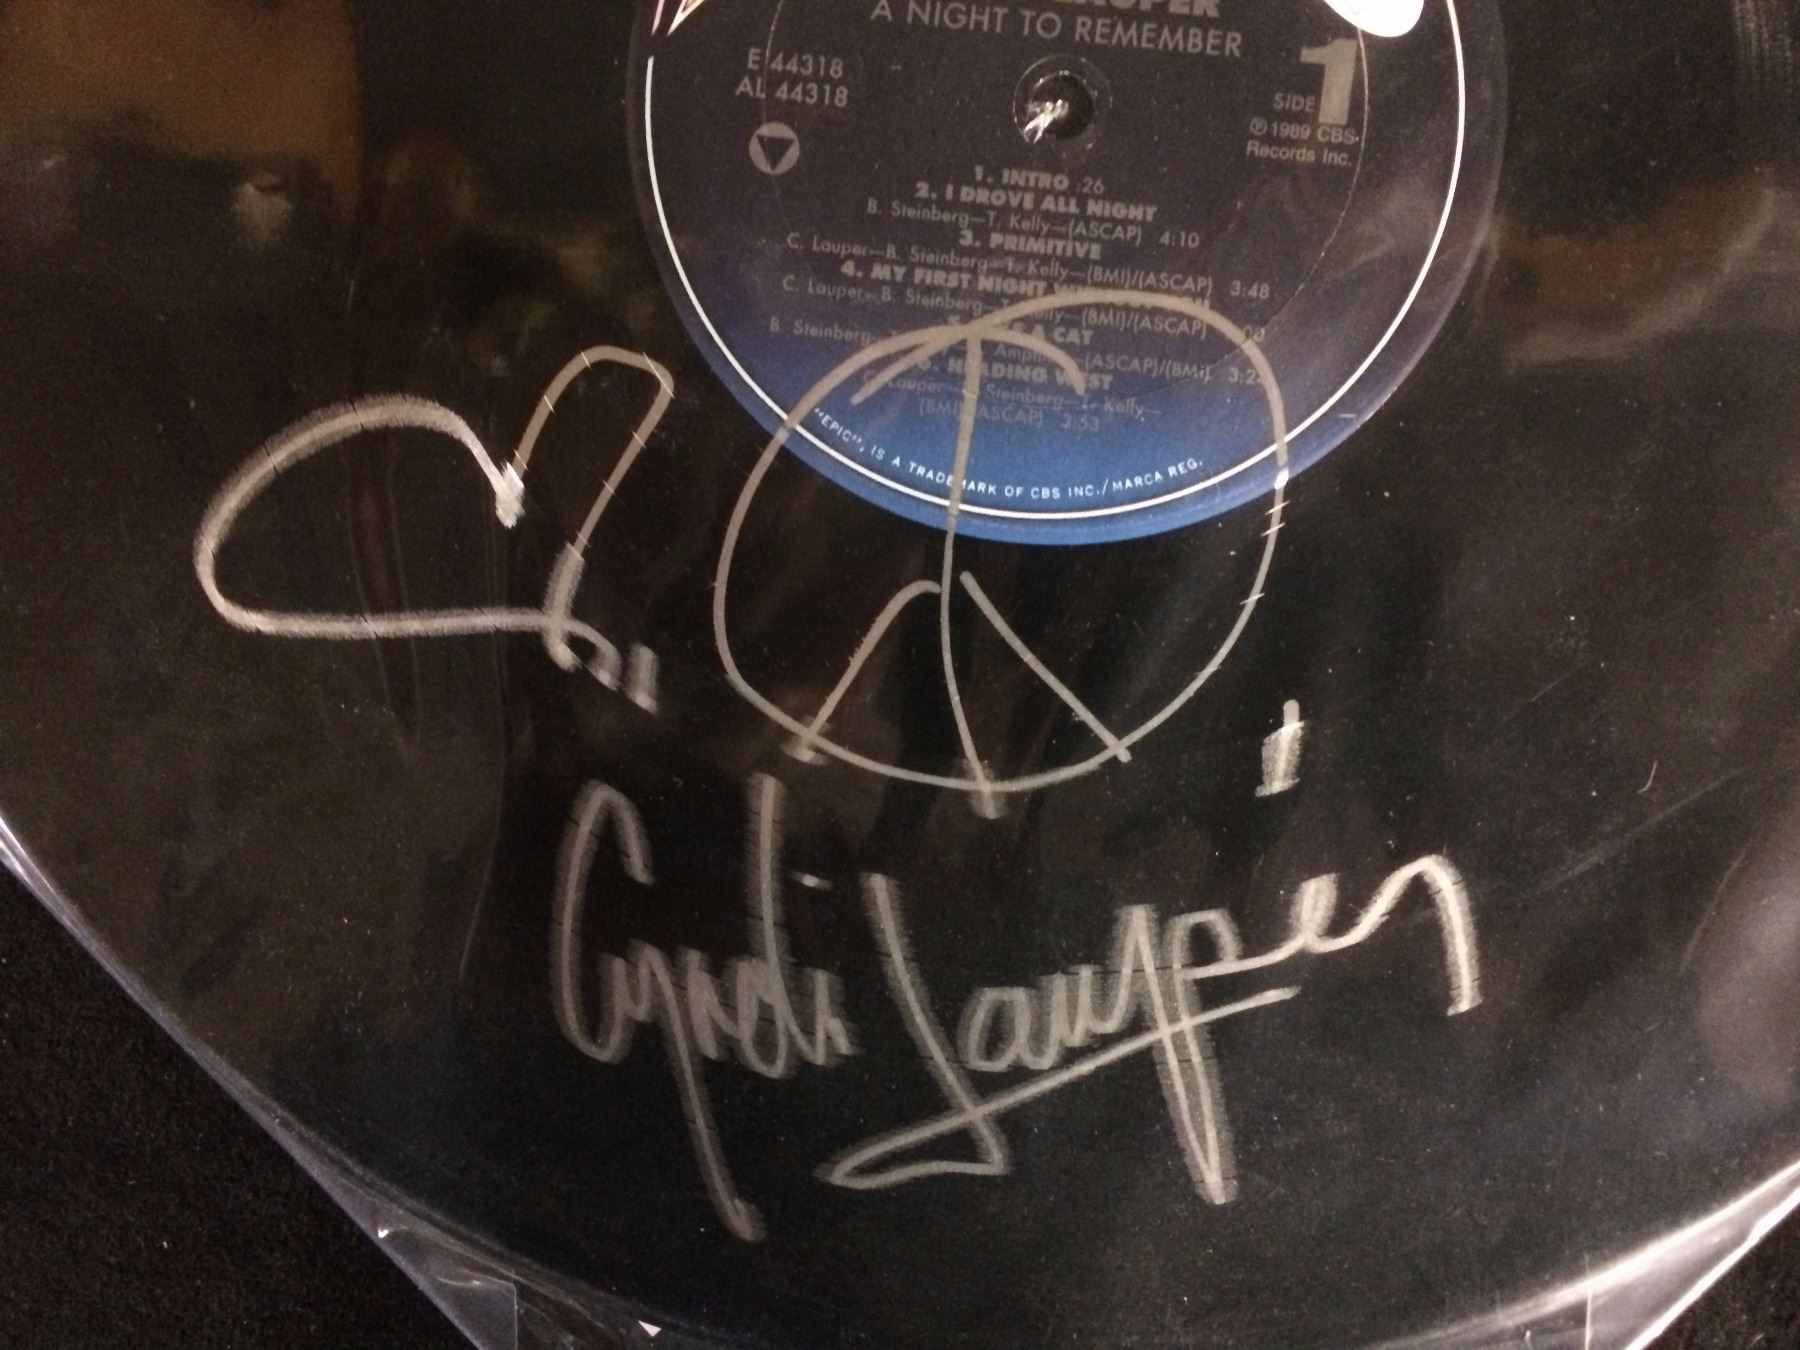 A NIGHT TO REMEMBER
E 44318
AL 44318
SIDE 1
℗ 1989 CBS
Records Inc.
1. INTRO :26
2. I DROVE ALL NIGHT
B. Steinberg—T. Kelly—(ASCAP) 4:10
3. PRIMITIVE
C. Lauper—B. Steinberg—T. Kelly—(BMI)/(ASCAP) 3:48
4. MY FIRST NIGHT
C. Lauper—B. Steinberg—(BMI)/(ASCAP)
A CAT
B. Steinberg—(ASCAP)/(BMI)
WEST
C. Lauper Steinberg—T. Kelly—
(BMI)/(ASCAP) 3:53
"EPIC", IS A TRADEMARK OF CBS INC./MARCA REG.
Cyndi Lauper